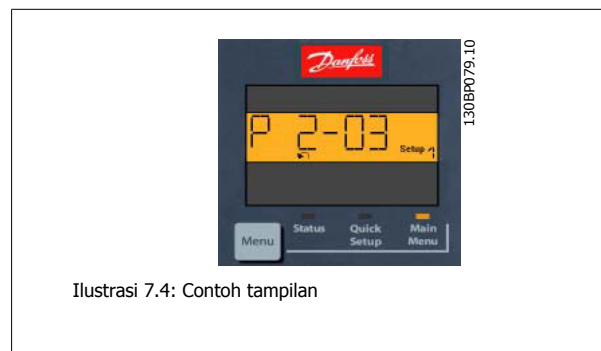 Danfoss
130BP079.10
P 2-03 Setup 1
Status Quick Setup Main Menu
Menu
Ilustrasi 7.4: Contoh tampilan